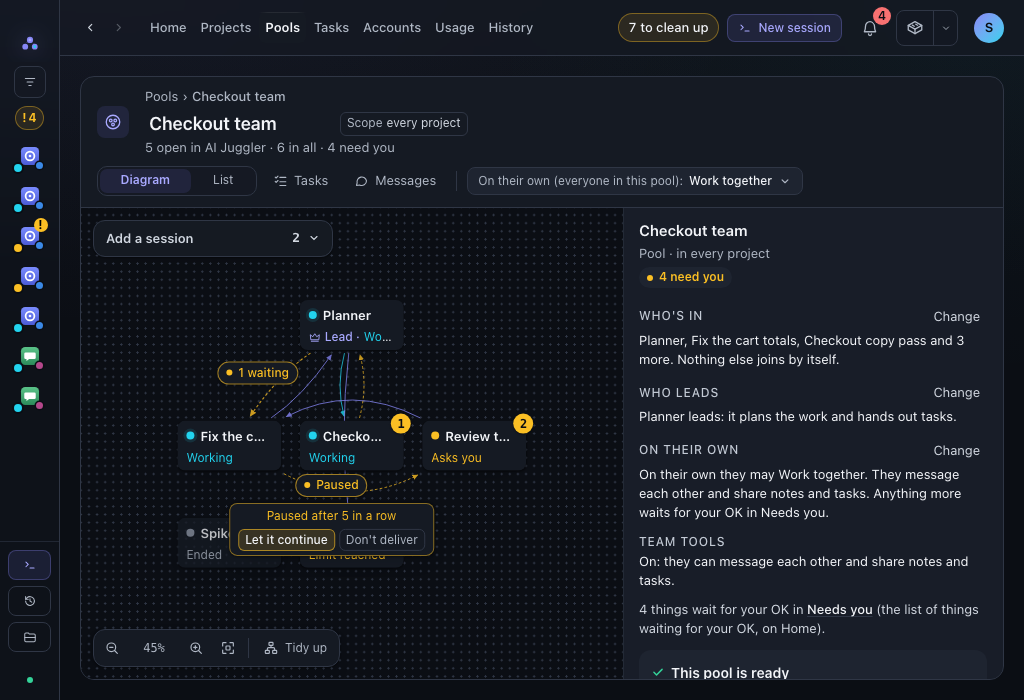 Home Projects Pools Tasks Accounts Usage History
7 to clean up
New session
4
S
! 4
!
Pools › Checkout team
Checkout team
Scope every project
5 open in AI Juggler · 6 in all · 4 need you
Diagram List Tasks Messages
On their own (everyone in this pool): Work together
Add a session 2
Planner
Lead · Wo...
1 waiting
Fix the c...
Working
1
Checko...
Working
2
Review t...
Asks you
Paused
Paused after 5 in a row
Let it continue Don't deliver
Spik
Ended
Limit reached
45%
Tidy up
Checkout team
Pool · in every project
4 need you
WHO'S IN Change
Planner, Fix the cart totals, Checkout copy pass and 3
more. Nothing else joins by itself.
WHO LEADS Change
Planner leads: it plans the work and hands out tasks.
ON THEIR OWN Change
On their own they may Work together. They message
each other and share notes and tasks. Anything more
waits for your OK in Needs you.
TEAM TOOLS
On: they can message each other and share notes and
tasks.
4 things wait for your OK in Needs you (the list of things
waiting for your OK, on Home).
This pool is ready